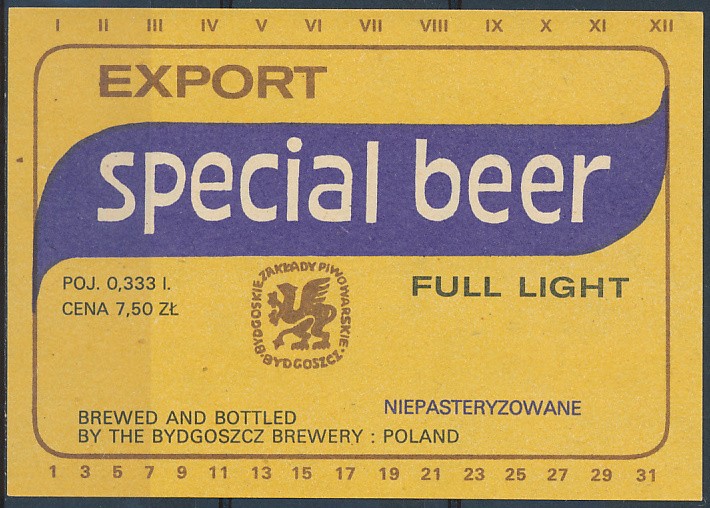 I II III IV V VI VII VIII IX X XI XII
EXPORT
special beer
POJ. 0,333 l.
CENA 7,50 ZŁ
BYDGOSKIE ZAKŁADY PIWOWARSKIE
BYDGOSZCZ
FULL LIGHT
NIEPASTERYZOWANE
BREWED AND BOTTLED
BY THE BYDGOSZCZ BREWERY : POLAND
1 3 5 7 9 11 13 15 17 19 21 23 25 27 29 31